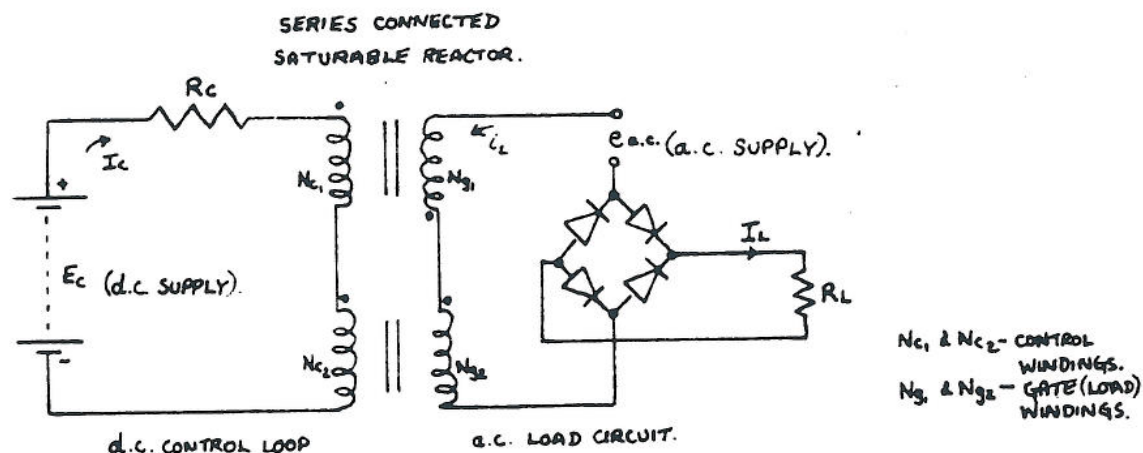 SERIES CONNECTED
SATURABLE REACTOR.
Rc
Ic
+
Ec (d.c. SUPPLY).
-
Nc1
Ng1
iL
e a.c. (a.c. SUPPLY).
IL
RL
Nc2
Ng2
Nc1 & Nc2 - CONTROL
WINDINGS.
Ng1 & Ng2 - GATE (LOAD)
WINDINGS.
d.c. CONTROL LOOP
a.c. LOAD CIRCUIT.